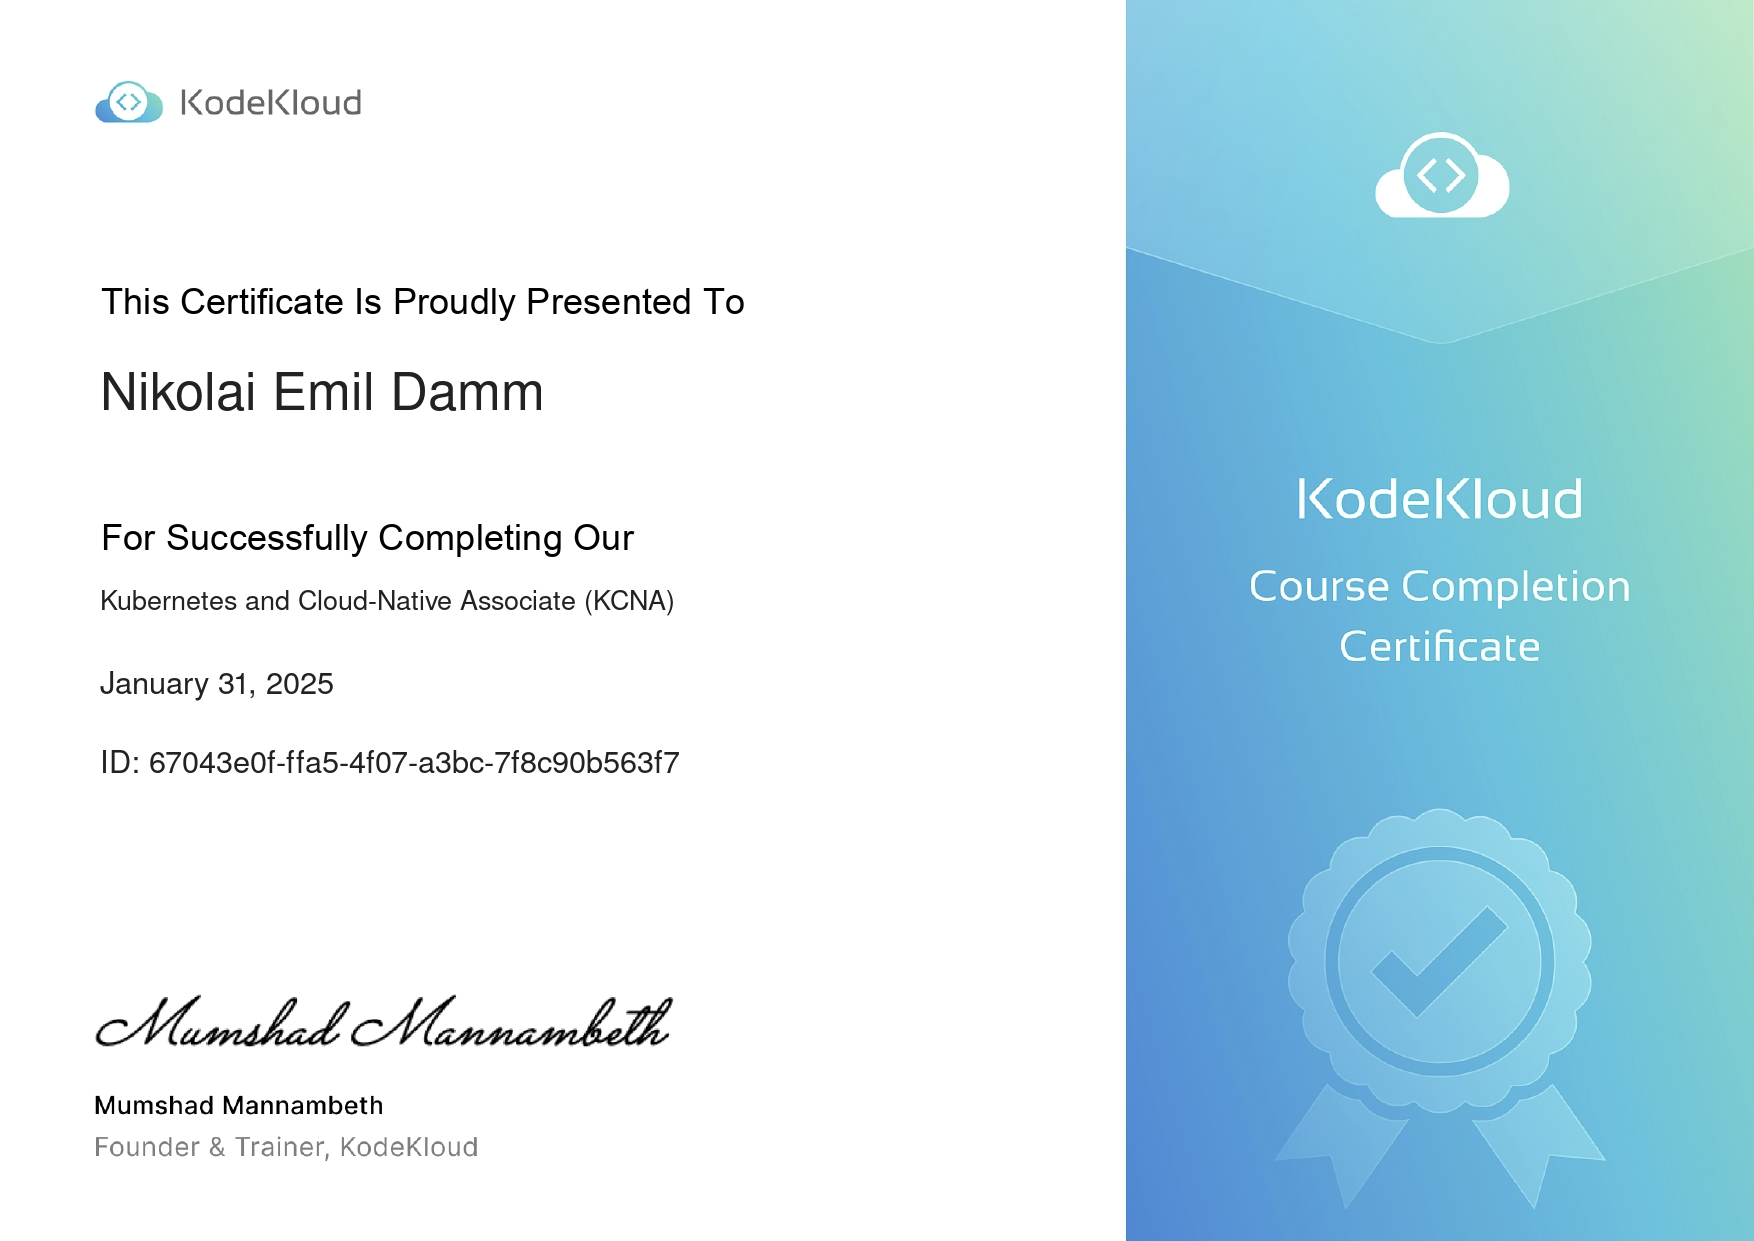 KodeKloud
This Certificate Is Proudly Presented To
Nikolai Emil Damm
For Successfully Completing Our
Kubernetes and Cloud-Native Associate (KCNA)
January 31, 2025
ID: 67043e0f-ffa5-4f07-a3bc-7f8c90b563f7
Mumshad Mannambeth
Mumshad Mannambeth
Founder & Trainer, KodeKloud
KodeKloud
Course Completion
Certificate